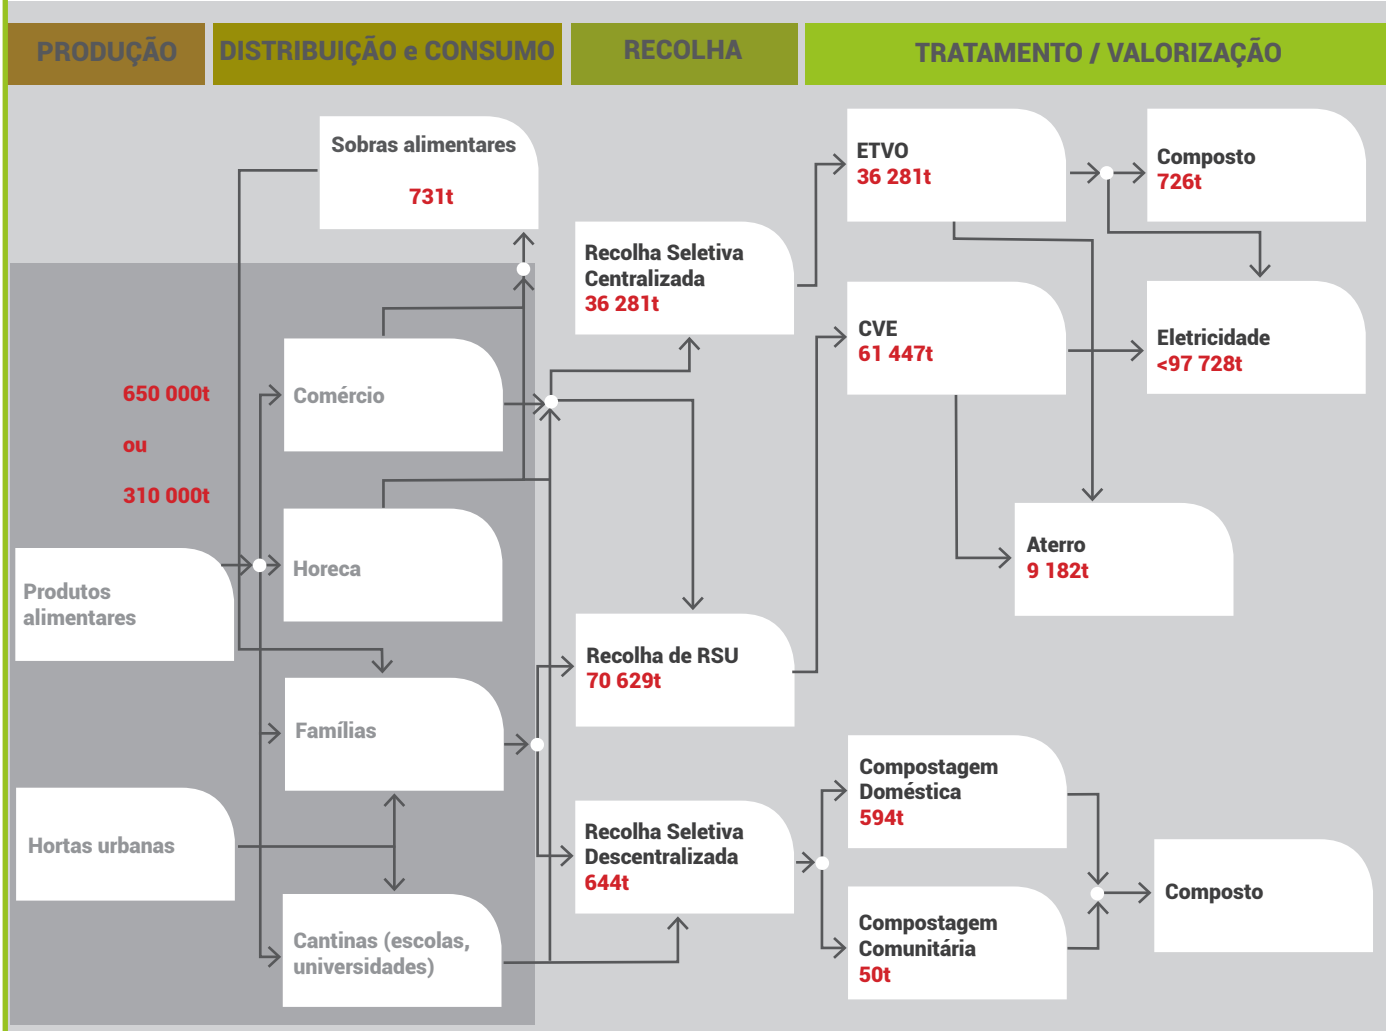 PRODUÇÃO
DISTRIBUIÇÃO e CONSUMO
RECOLHA
TRATAMENTO / VALORIZAÇÃO
Sobras alimentares
731t
650 000t
ou
310 000t
Produtos
alimentares
Hortas urbanas
Comércio
Horeca
Famílias
Cantinas (escolas,
universidades)
Recolha Seletiva
Centralizada
36 281t
Recolha de RSU
70 629t
Recolha Seletiva
Descentralizada
644t
ETVO
36 281t
CVE
61 447t
Composto
726t
Eletricidade
<97 728t
Aterro
9 182t
Compostagem
Doméstica
594t
Compostagem
Comunitária
50t
Composto